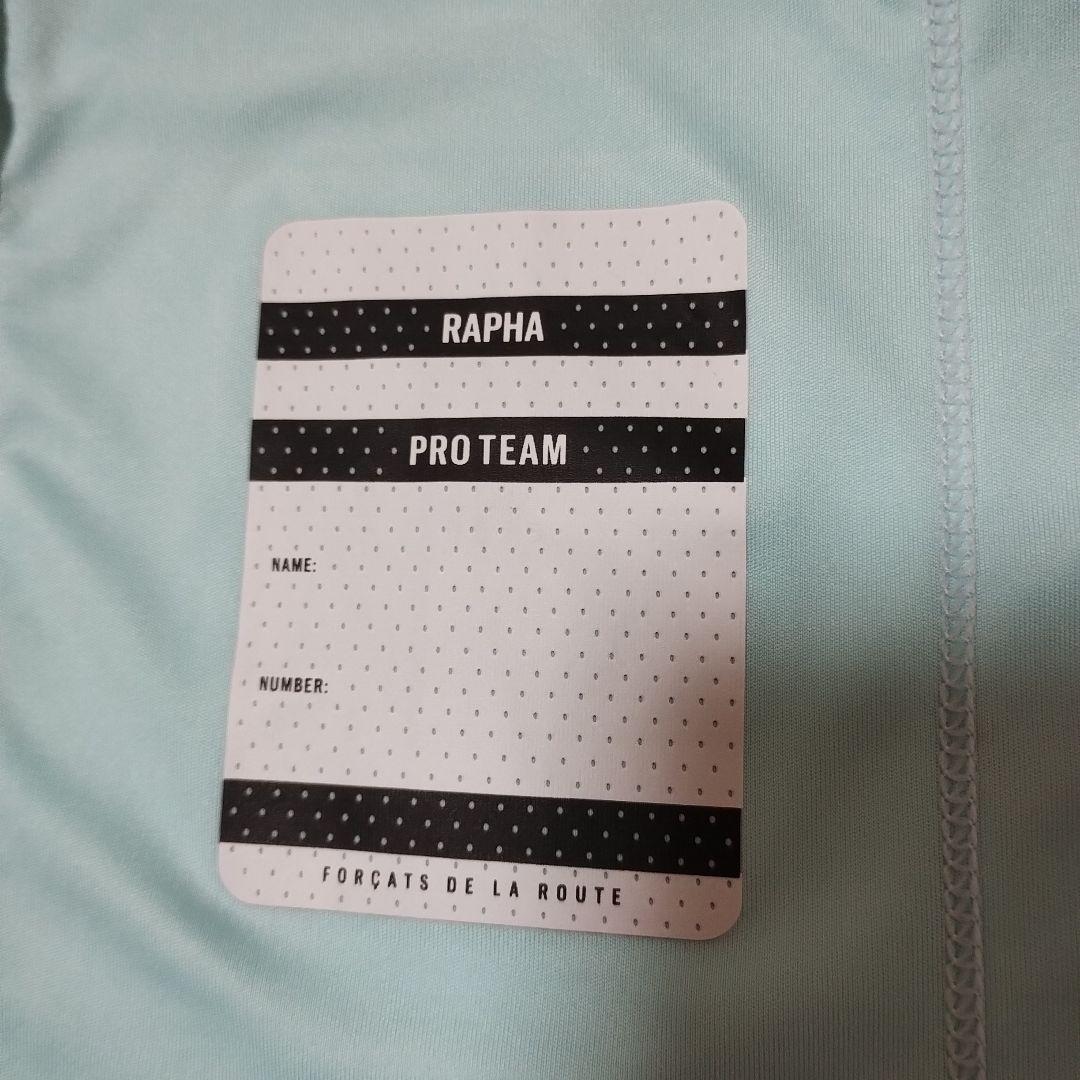 RAPHA
PRO TEAM
NAME:
NUMBER:
FORÇATS DE LA ROUTE